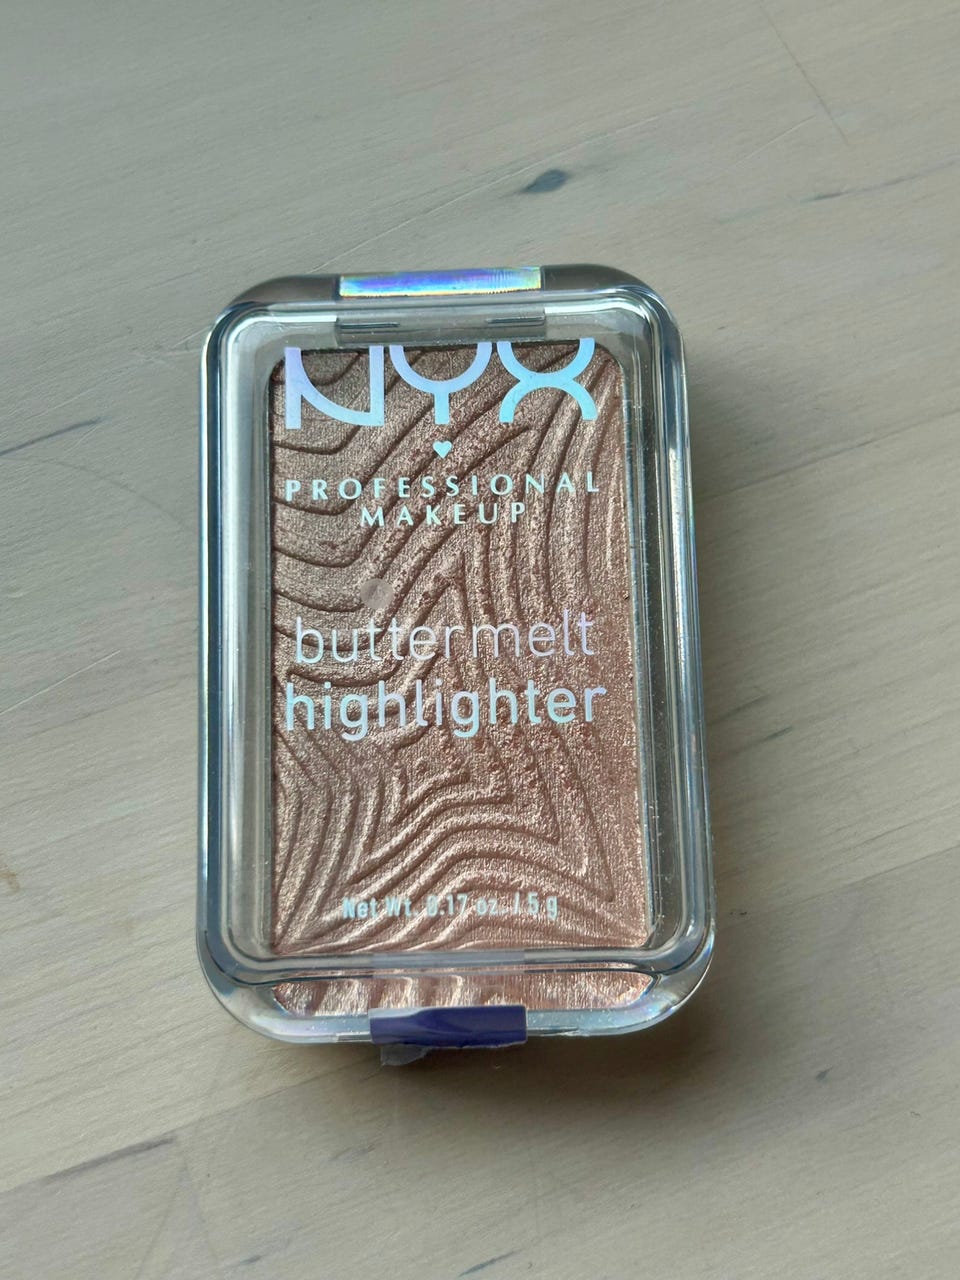 NYX
PROFESSIONAL
MAKEUP
buttermelt
highlighter
Net Wt. 0.17 oz. / 5 g